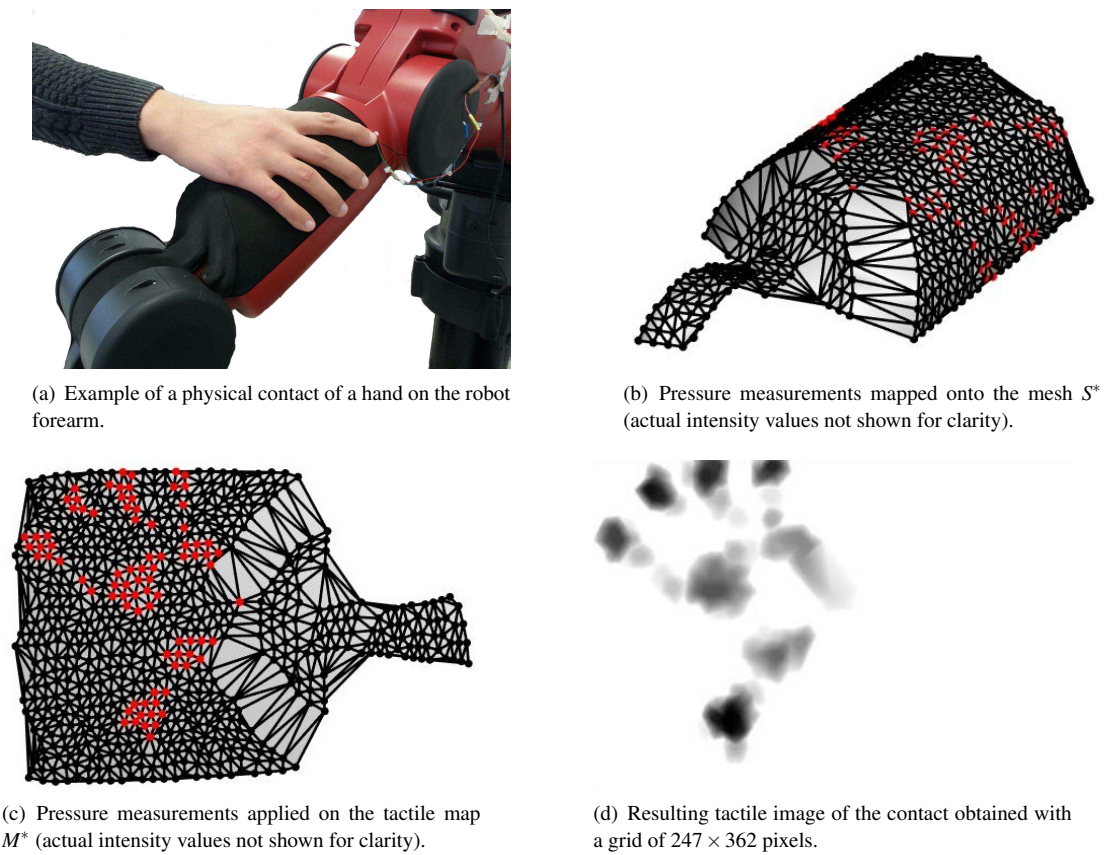 (a) Example of a physical contact of a hand on the robot
forearm.
(b) Pressure measurements mapped onto the mesh S*
(actual intensity values not shown for clarity).
(c) Pressure measurements applied on the tactile map
M* (actual intensity values not shown for clarity).
(d) Resulting tactile image of the contact obtained with
a grid of 247 × 362 pixels.